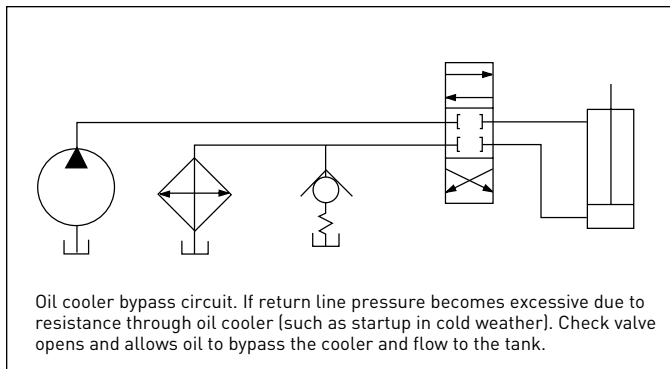 Oil cooler bypass circuit. If return line pressure becomes excessive due to
resistance through oil cooler (such as startup in cold weather). Check valve
opens and allows oil to bypass the cooler and flow to the tank.